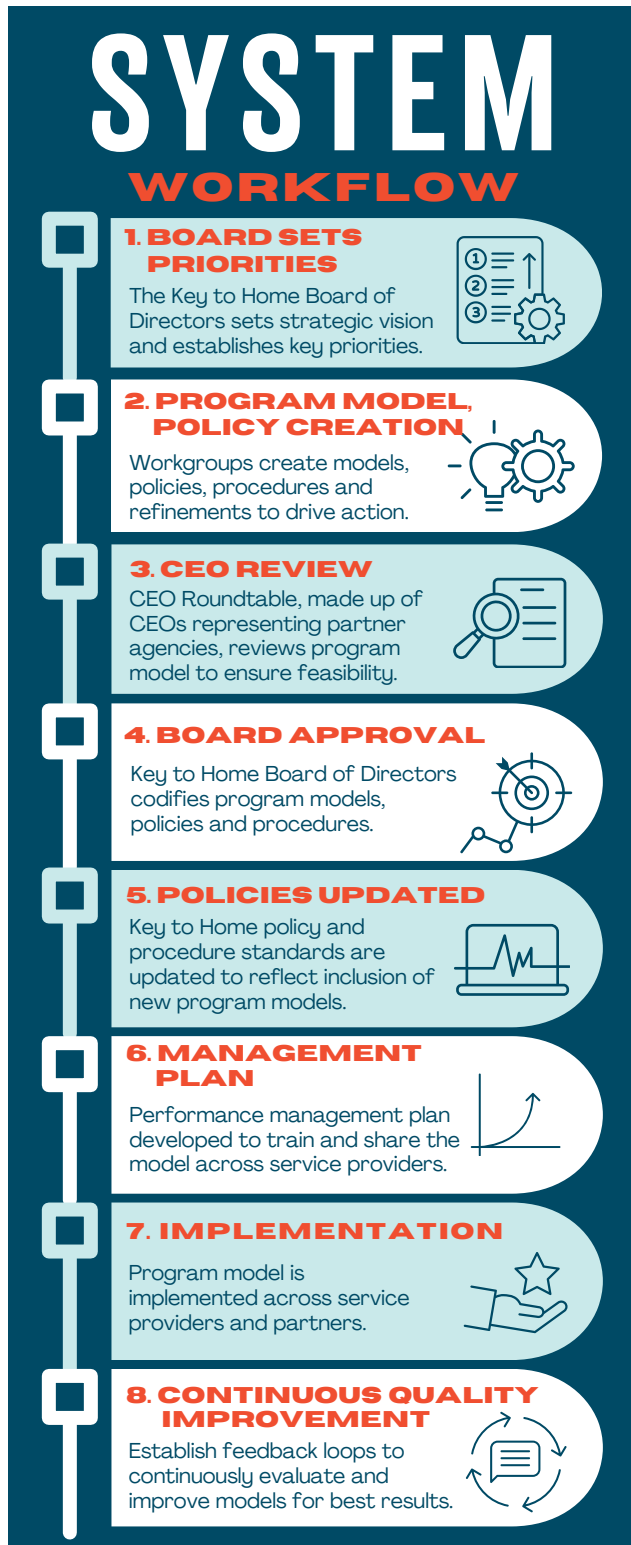 SYSTEM
WORKFLOW
1. BOARD SETS
PRIORITIES
The Key to Home Board of
Directors sets strategic vision
and establishes key priorities.
1
2
3
2. PROGRAM MODEL,
POLICY CREATION
Workgroups create models,
policies, procedures and
refinements to drive action.
3. CEO REVIEW
CEO Roundtable, made up of
CEOs representing partner
agencies, reviews program
model to ensure feasibility.
4. BOARD APPROVAL
Key to Home Board of Directors
codifies program models,
policies and procedures.
5. POLICIES UPDATED
Key to Home policy and
procedure standards are
updated to reflect inclusion of
new program models.
6. MANAGEMENT
PLAN
Performance management plan
developed to train and share the
model across service providers.
7. IMPLEMENTATION
Program model is
implemented across service
providers and partners.
8. CONTINUOUS QUALITY
IMPROVEMENT
Establish feedback loops to
continuously evaluate and
improve models for best results.